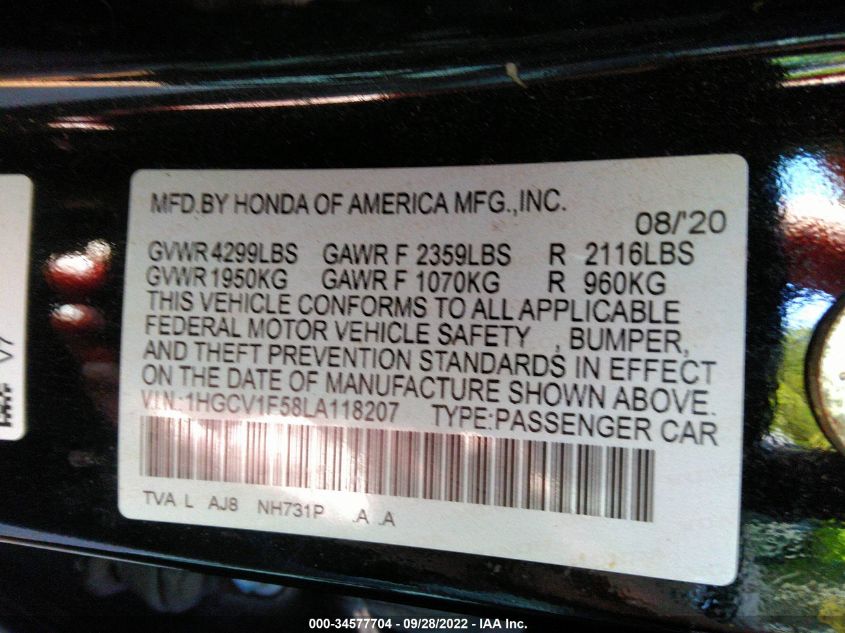 MFD.BY HONDA OF AMERICA MFG.,INC.
08/'20
GVWR 4299LBS GAWR F 2359LBS R 2116LBS
GVWR 1950KG GAWR F 1070KG R 960KG
THIS VEHICLE CONFORMS TO ALL APPLICABLE
FEDERAL MOTOR VEHICLE SAFETY , BUMPER,
AND THEFT PREVENTION STANDARDS IN EFFECT
ON THE DATE OF MANUFACTURE SHOWN ABOVE.
V.I.N.:1HGCV1F58LA118207 TYPE:PASSENGER CAR
TVA L AJ8 NH731P .A .A
V7
000-34577704 - 09/28/2022 - IAA Inc.